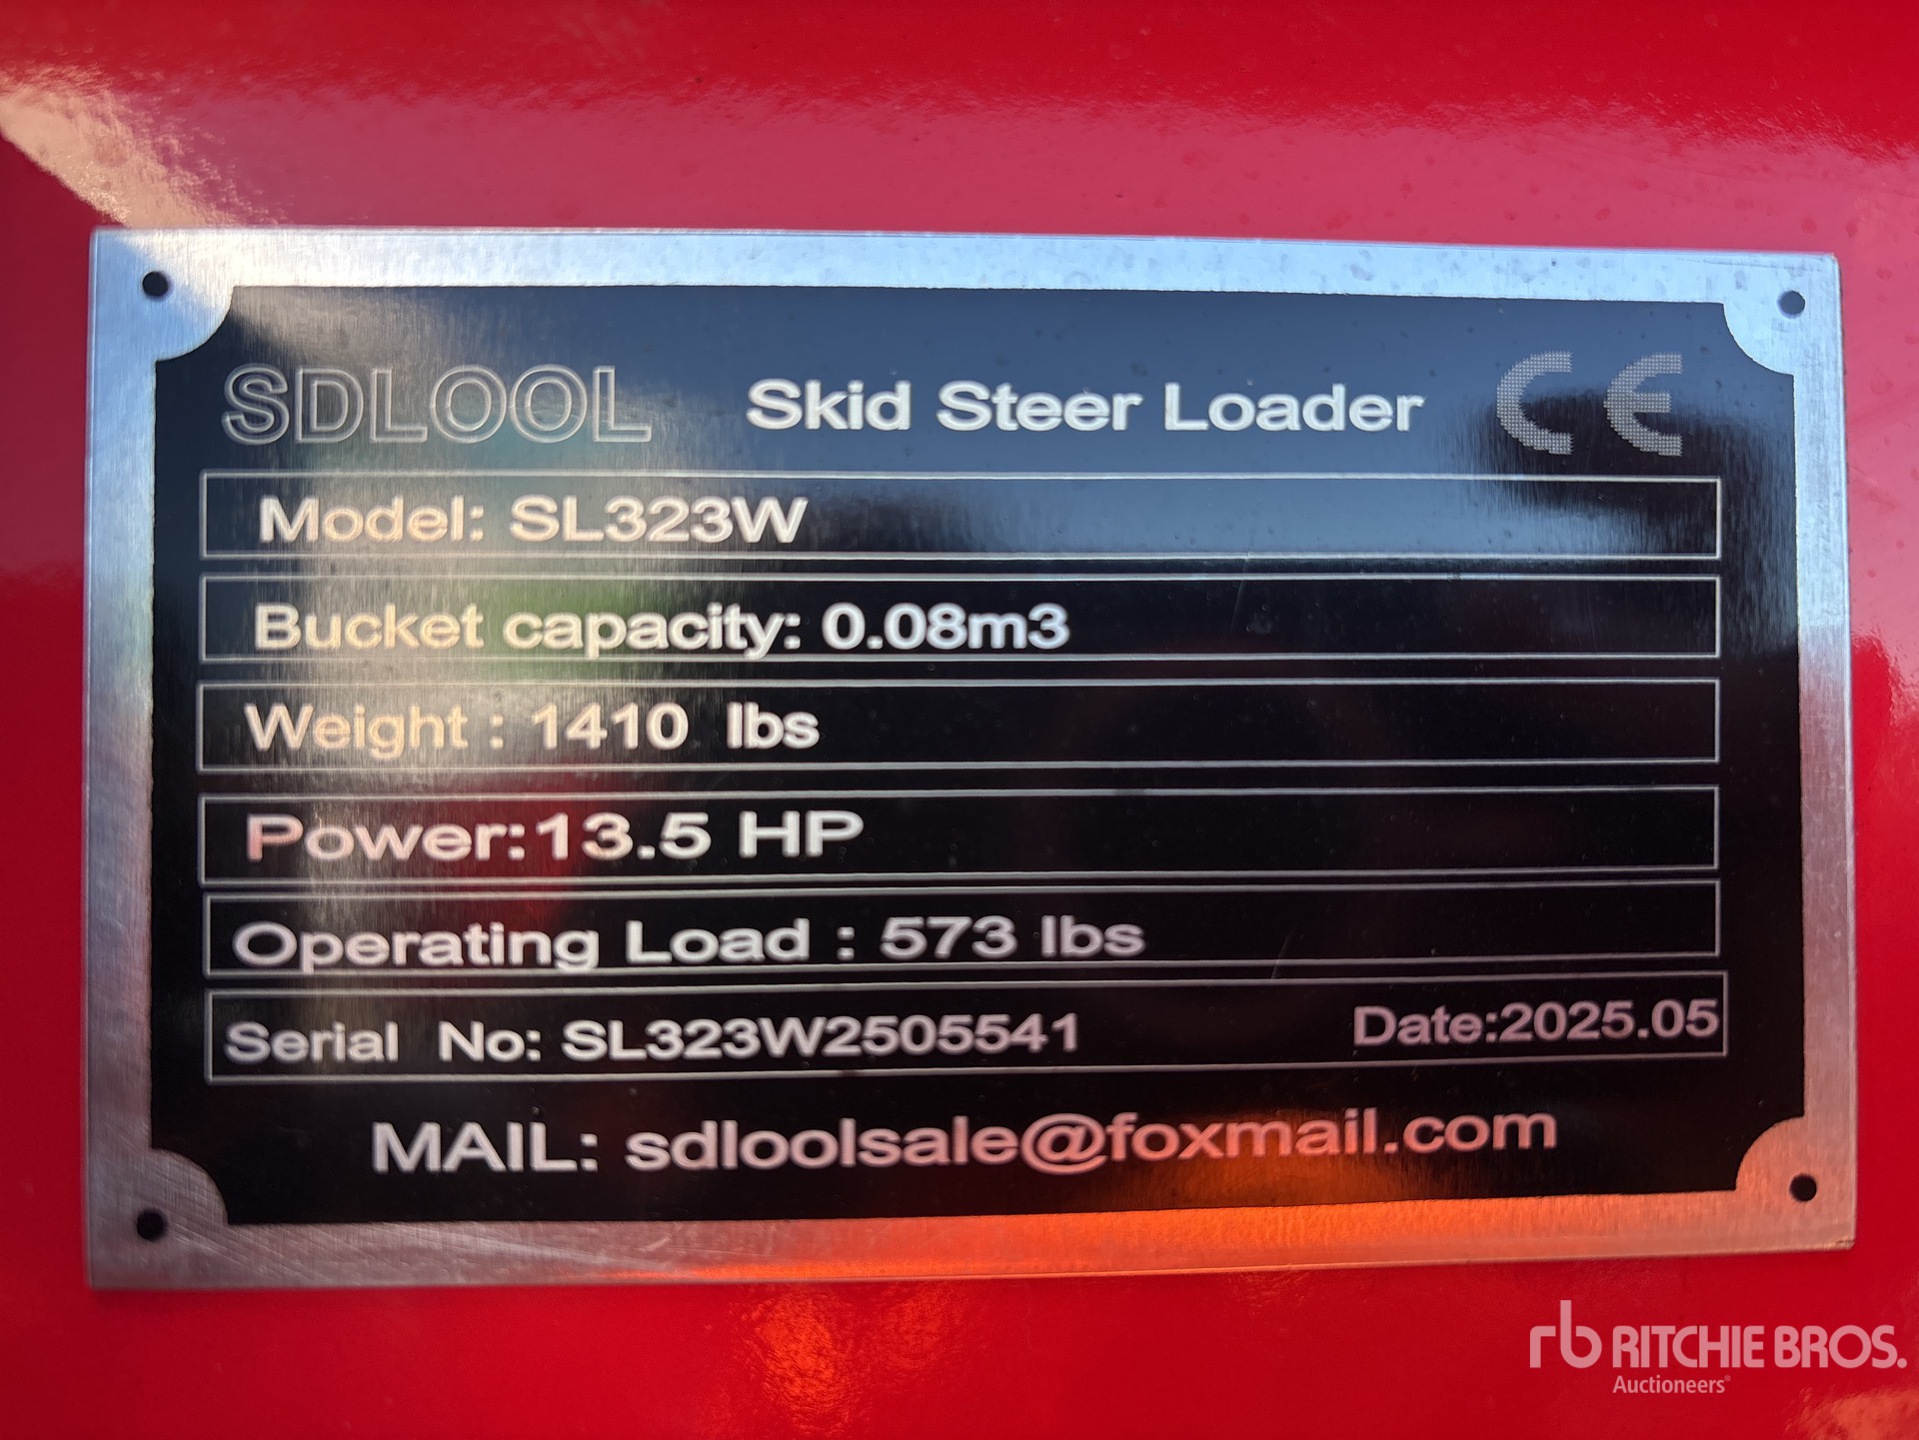 SDLOOL Skid Steer Loader CE
Model: SL323W
Bucket capacity: 0.08m3
Weight : 1410 lbs
Power:13.5 HP
Operating Load : 573 lbs
Serial No: SL323W2505541 Date:2025.05
MAIL: sdloolsale@foxmail.com
rb RITCHIE BROS.
Auctioneers®